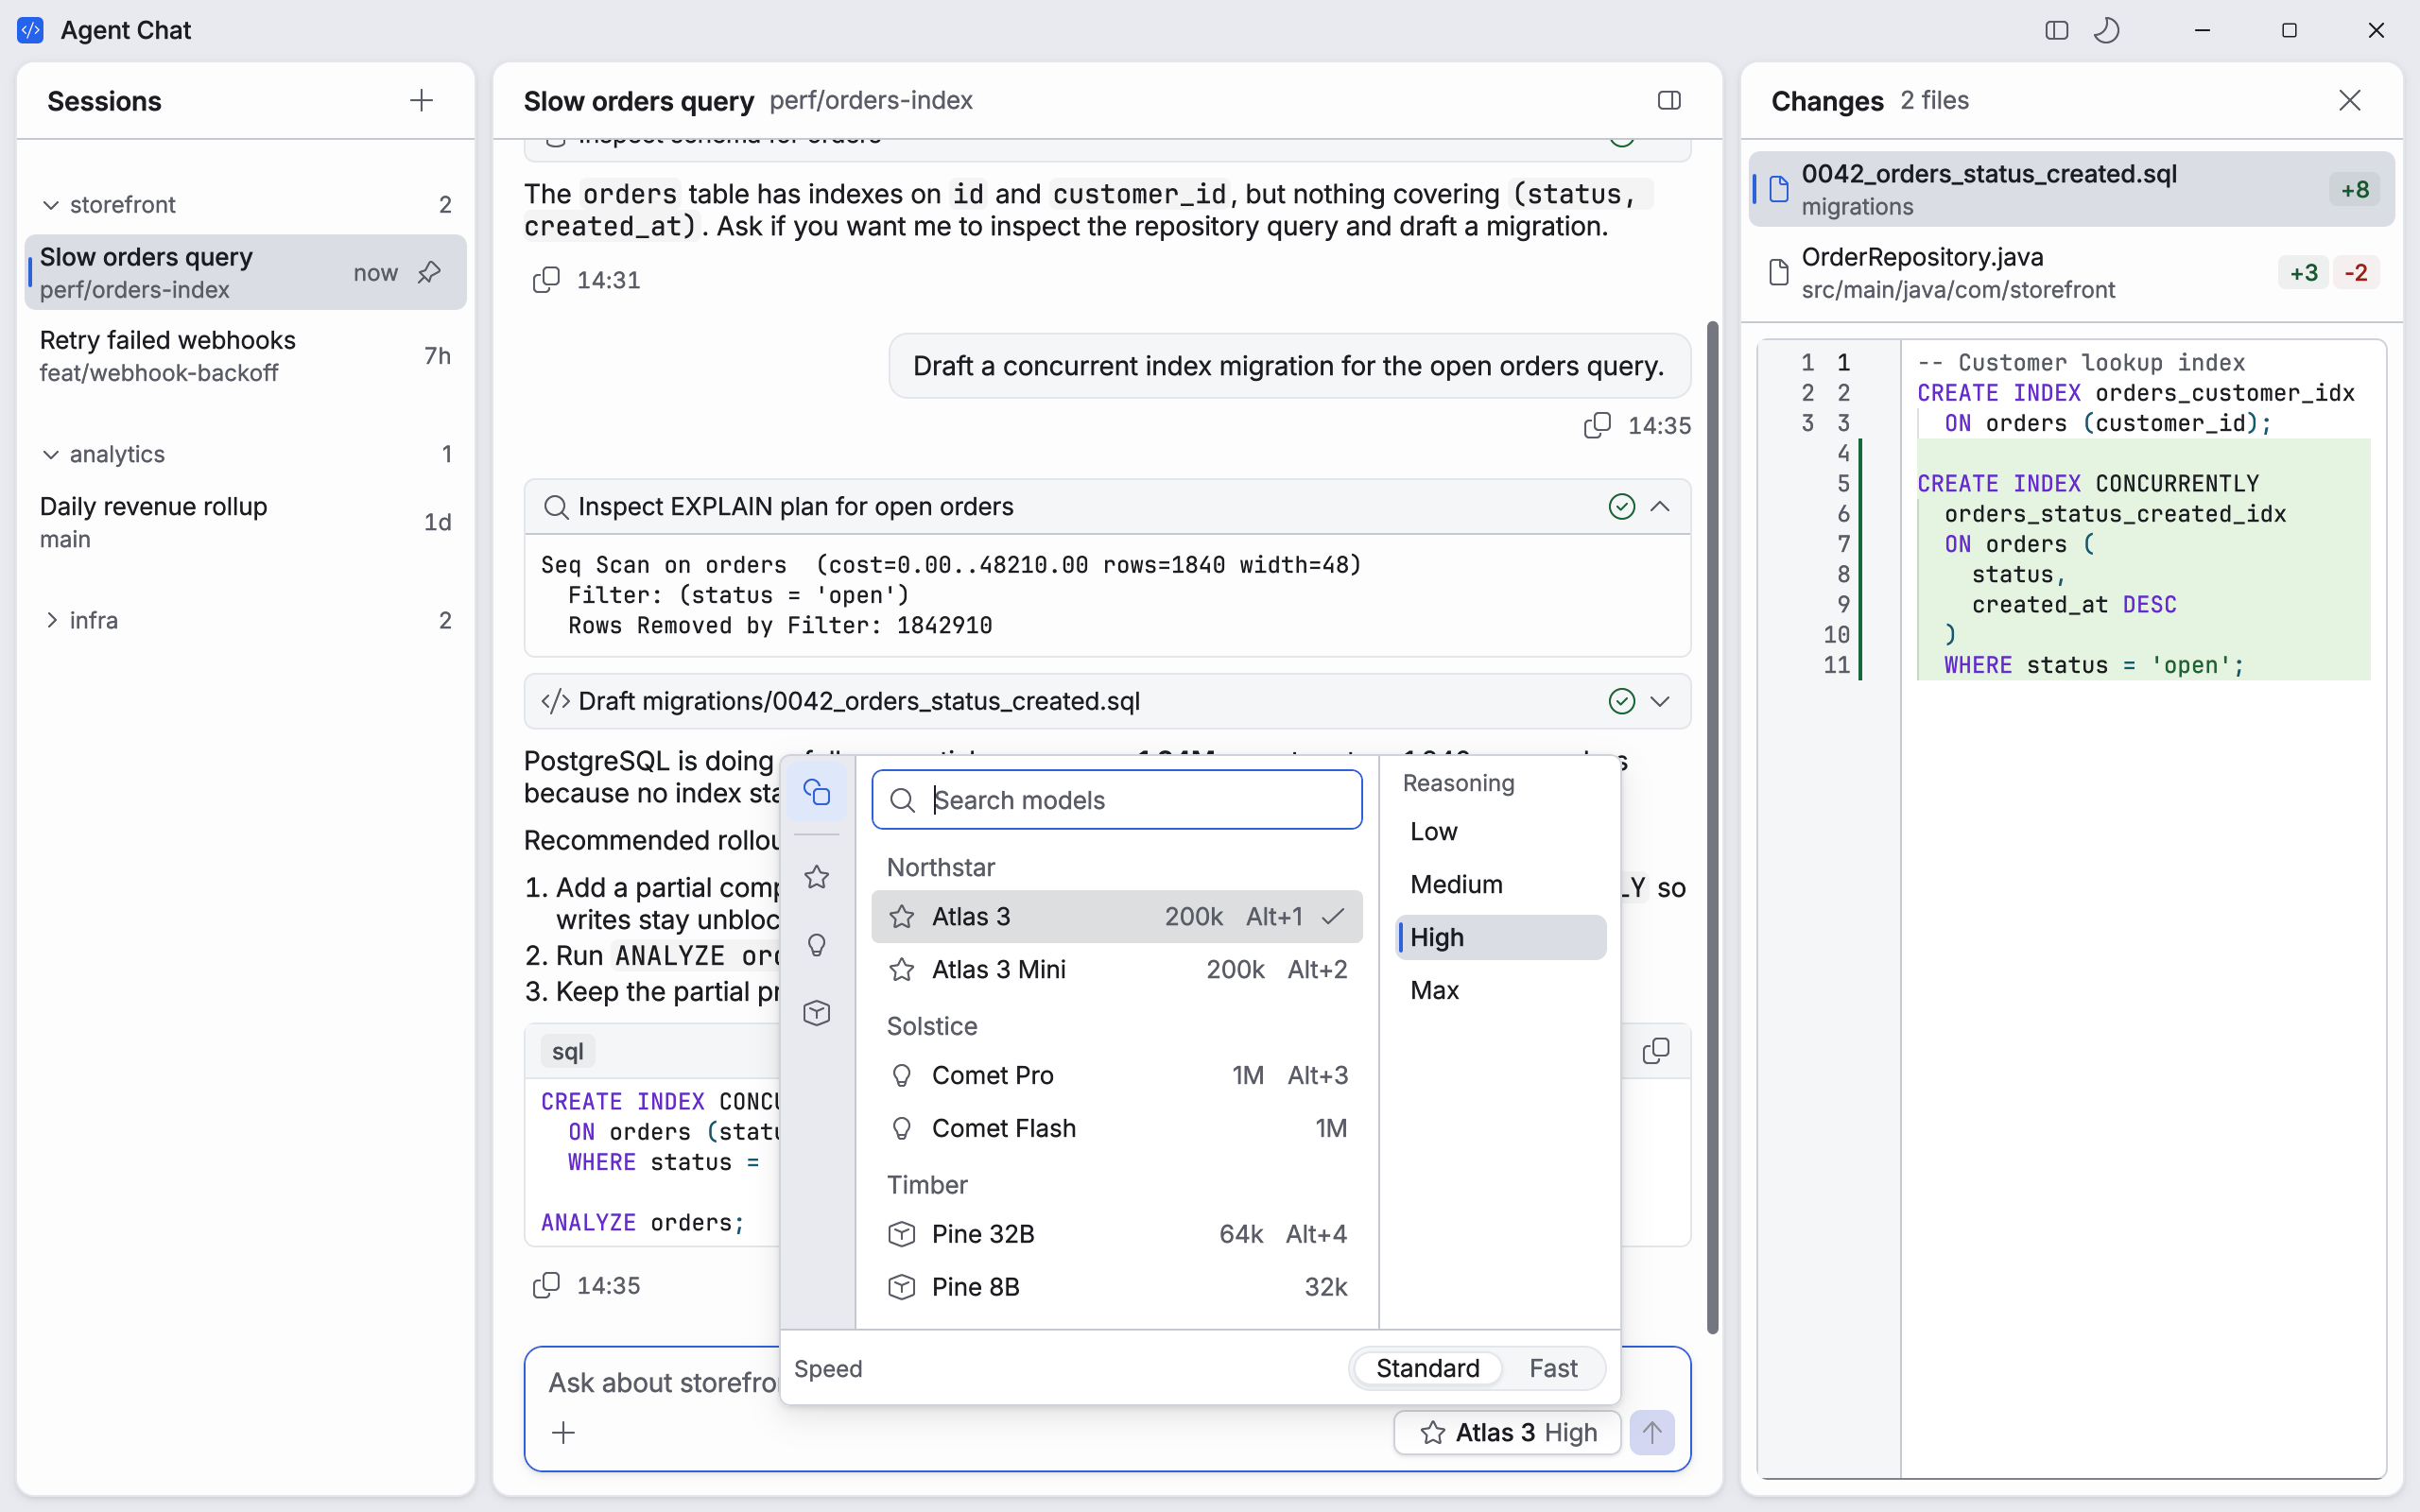 Agent Chat
Sessions
storefront 2
Slow orders query now
perf/orders-index
Retry failed webhooks 7h
feat/webhook-backoff
analytics 1
Daily revenue rollup 1d
main
infra 2
Slow orders query perf/orders-index
Inspect schema for orders
The orders table has indexes on id and customer_id, but nothing covering (status,
created_at). Ask if you want me to inspect the repository query and draft a migration.
14:31
Draft a concurrent index migration for the open orders query.
14:35
Inspect EXPLAIN plan for open orders
Seq Scan on orders (cost=0.00..48210.00 rows=1840 width=48)
Filter: (status = 'open')
Rows Removed by Filter: 1842910
Draft migrations/0042_orders_status_created.sql
PostgreSQL is doing
because no index
Recommended
1. Add a partial so
writes stay
2. Run ANALYZE
3. Keep the partial
sql
CREATE INDEX
ON orders
WHERE status =
ANALYZE orders;
14:35
Search models
Northstar
Atlas 3 200k Alt+1
Atlas 3 Mini 200k Alt+2
Solstice
Comet Pro 1M Alt+3
Comet Flash 1M
Timber
Pine 32B 64k Alt+4
Pine 8B 32k
Reasoning
Low
Medium
High
Max
Speed Standard Fast
Ask about
Atlas 3 High
Changes 2 files
0042_orders_status_created.sql
migrations +8
OrderRepository.java
src/main/java/com/storefront +3 -2
1 1 -- Customer lookup index
2 2 CREATE INDEX orders_customer_idx
3 3 ON orders (customer_id);
4
5 CREATE INDEX CONCURRENTLY
6 orders_status_created_idx
7 ON orders (
8 status,
9 created_at DESC
10 )
11 WHERE status = 'open';